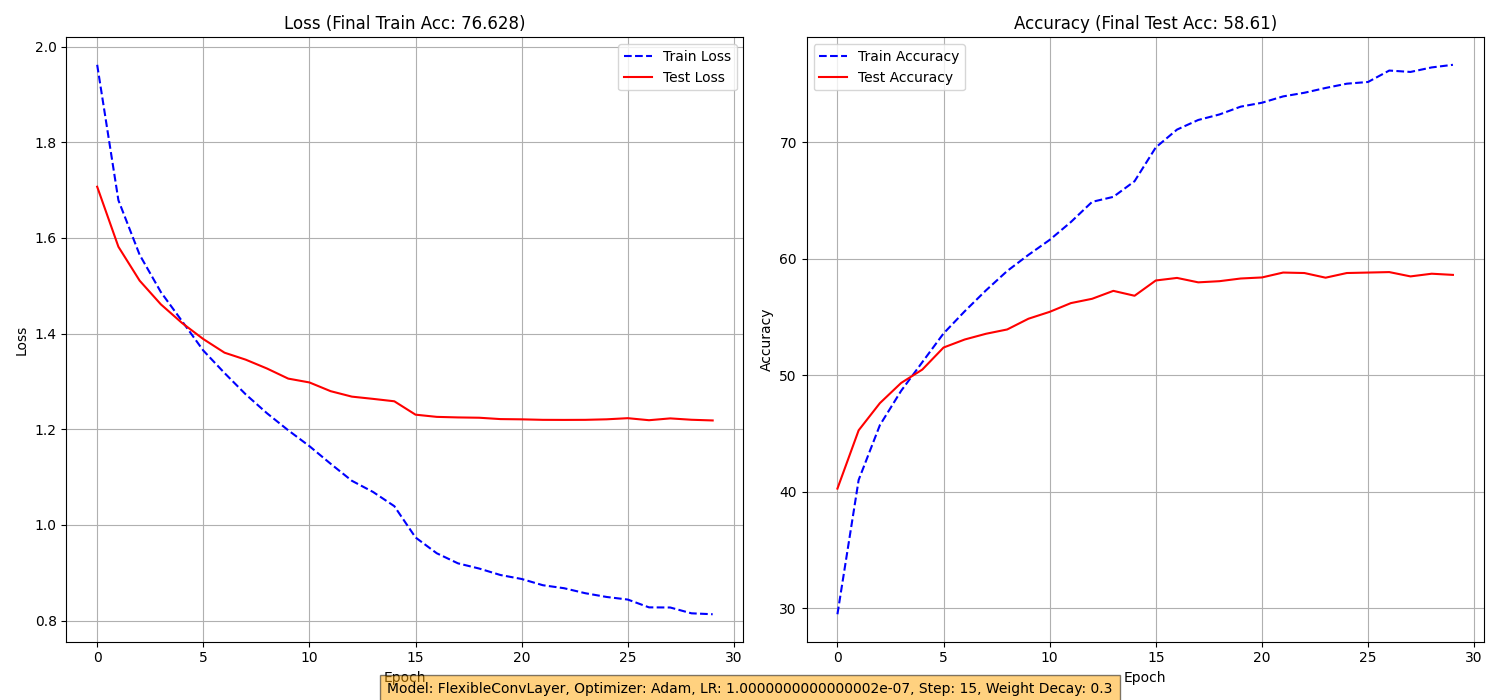 Loss (Final Train Acc: 76.628)
2.0
1.8
1.6
1.4
1.2
1.0
0.8
Loss
Train Loss
Test Loss
0 5 10 15 20 25 30
Epoch
Accuracy (Final Test Acc: 58.61)
70
60
50
40
30
Accuracy
Train Accuracy
Test Accuracy
0 5 10 15 20 25 30
Epoch
Model: FlexibleConvLayer, Optimizer: Adam, LR: 1.0000000000000002e-07, Step: 15, Weight Decay: 0.3